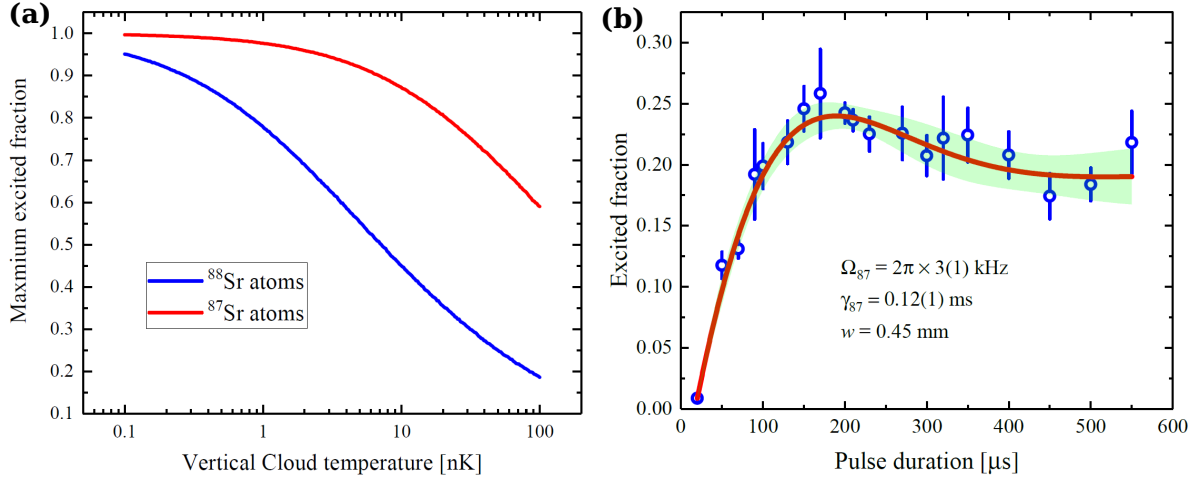 (a)
Maxmium excited fraction
1.0
0.9
0.8
0.7
0.6
0.5
0.4
0.3
0.2
0.1
⁸⁸Sr atoms
⁸⁷Sr atoms
0.1 1 10 100
Vertical Cloud temperature [nK]
(b)
Excited fraction
0.30
0.25
0.20
0.15
0.10
0.05
0.00
Ω₈₇ = 2π × 3(1) kHz
γ₈₇ = 0.12(1) ms
w = 0.45 mm
0 100 200 300 400 500 600
Pulse duration [μs]